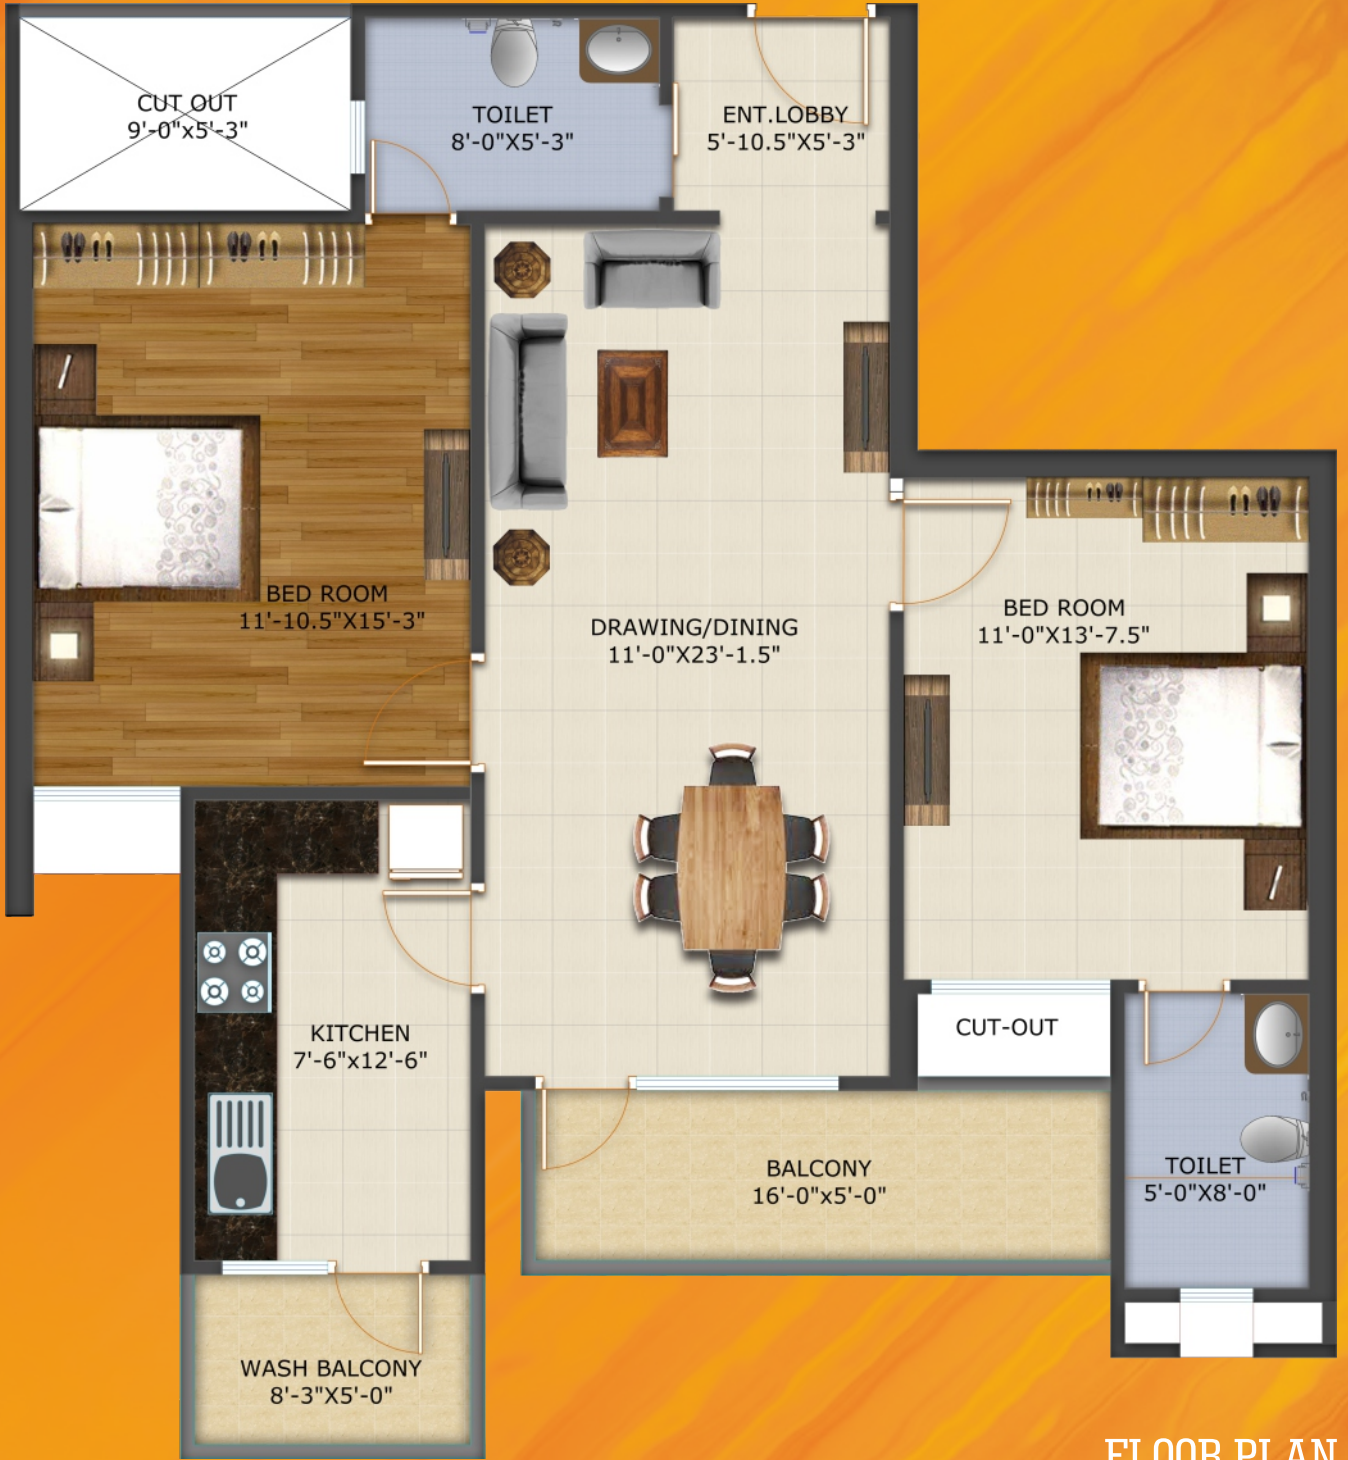 CUT OUT
9'-0"x5'-3"
TOILET
8'-0"X5'-3"
ENT.LOBBY
5'-10.5"X5'-3"
BED ROOM
11'-10.5"X15'-3"
DRAWING/DINING
11'-0"X23'-1.5"
BED ROOM
11'-0"X13'-7.5"
KITCHEN
7'-6"x12'-6"
CUT-OUT
BALCONY
16'-0"x5'-0"
TOILET
5'-0"X8'-0"
WASH BALCONY
8'-3"X5'-0"
FLOOR PLAN